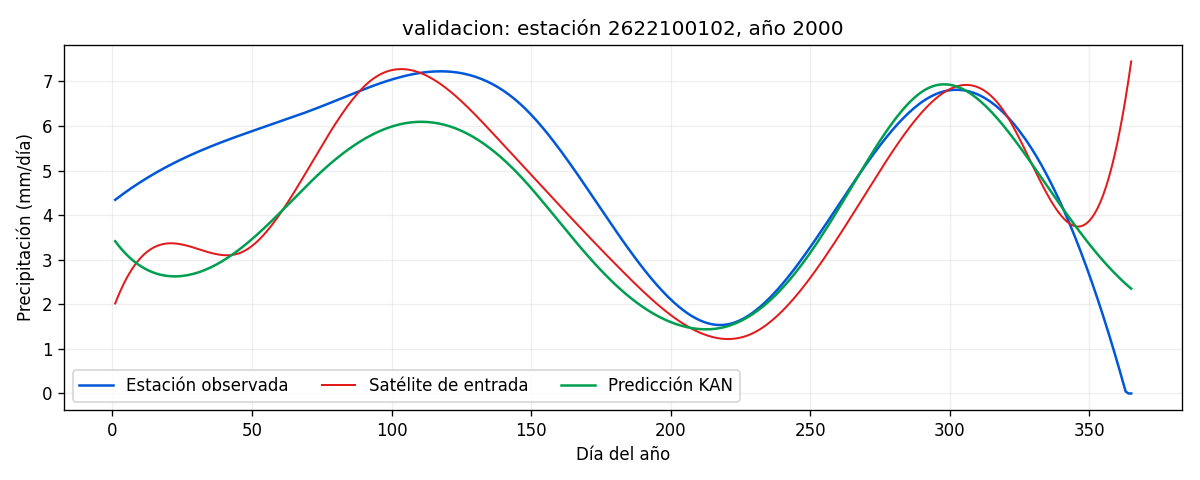 validacion: estación 2622100102, año 2000
Precipitación (mm/día)
7
6
5
4
3
2
1
0
Estación observada
Satélite de entrada
Predicción KAN
0
50
100
150
200
250
300
350
Día del año